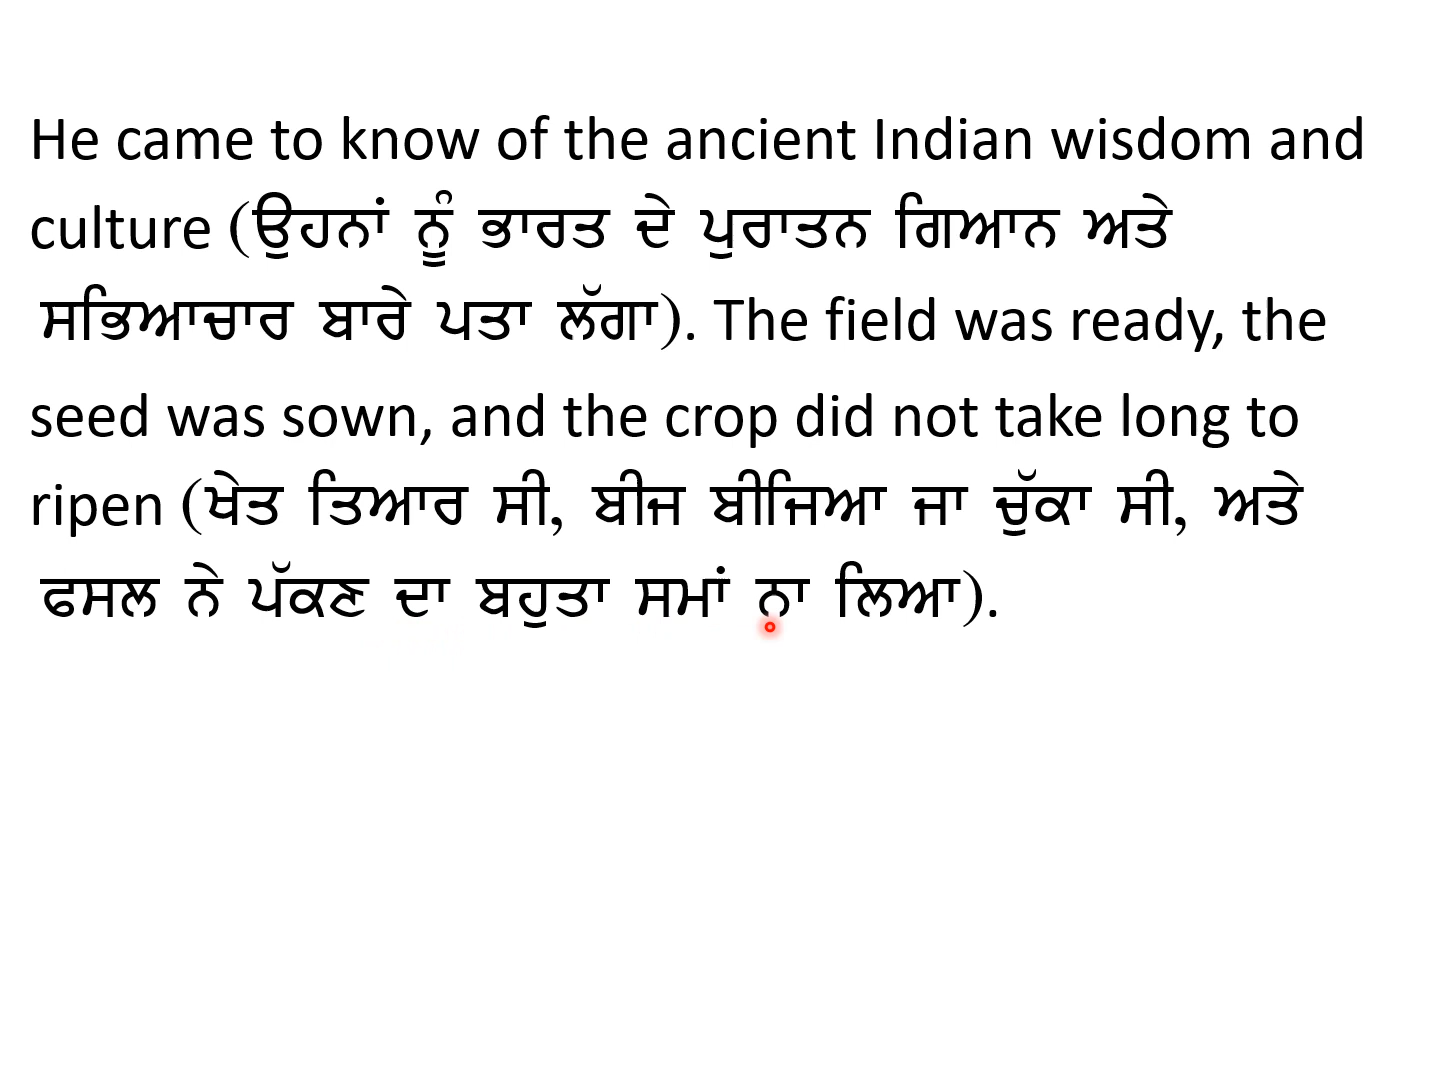 He came to know of the ancient Indian wisdom and
culture (ਉਹਨਾਂ ਨੂੰ ਭਾਰਤ ਦੇ ਪੁਰਾਤਨ ਗਿਆਨ ਅਤੇ
ਸਭਿਆਚਾਰ ਬਾਰੇ ਪਤਾ ਲੱਗਾ). The field was ready, the
seed was sown, and the crop did not take long to
ripen (ਖੇਤ ਤਿਆਰ ਸੀ, ਬੀਜ ਬੀਜਿਆ ਜਾ ਚੁੱਕਾ ਸੀ, ਅਤੇ
ਫਸਲ ਨੇ ਪੱਕਣ ਦਾ ਬਹੁਤਾ ਸਮਾਂ ਨਾ ਲਿਆ).